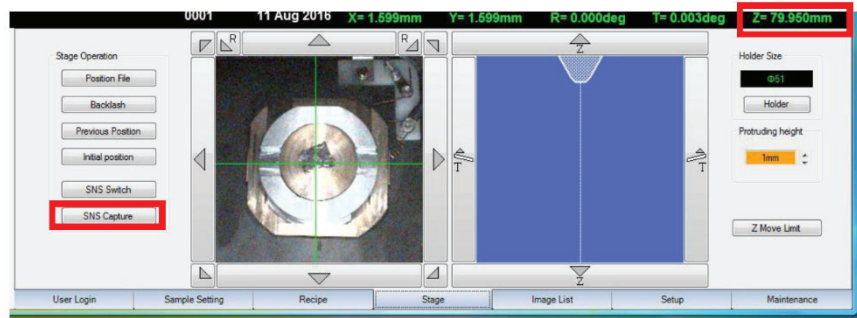 0001 11 Aug 2016 X= 1.599mm Y= 1.599mm R= 0.000deg T= 0.003deg Z= 79.950mm
Stage Operation
Position File
Backlash
Previous Position
Initial position
SNS Switch
SNS Capture
R
R
Z
T
T
Z
Holder Size
Φ51
Holder
Protruding height
1mm
Z Move Limit
User Login Sample Setting Recipe Stage Image List Setup Maintenance